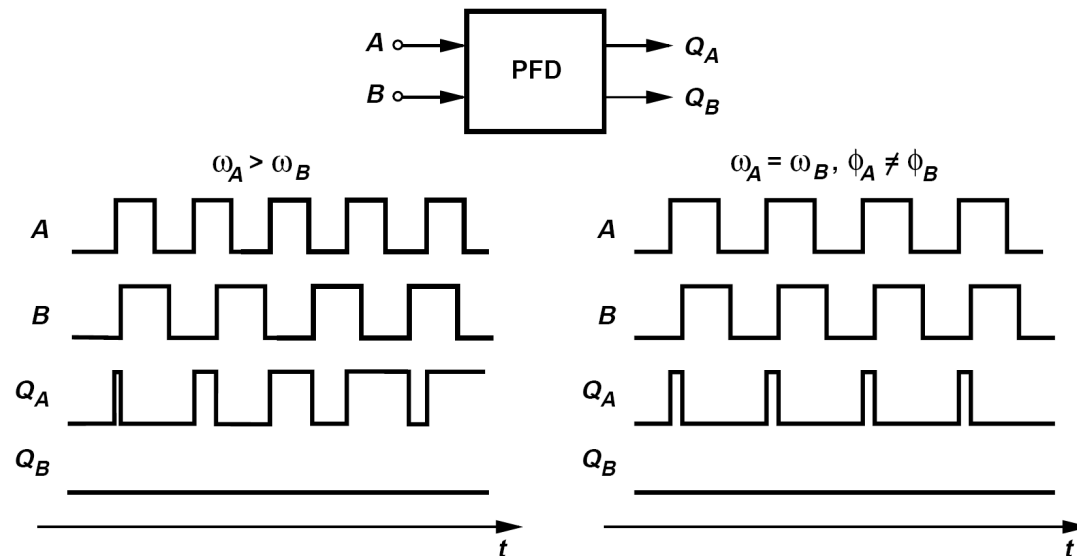 A
PFD
Q_A
B
Q_B
ω_A > ω_B
ω_A = ω_B, ϕ_A ≠ ϕ_B
A
A
B
B
Q_A
Q_A
Q_B
Q_B
t
t